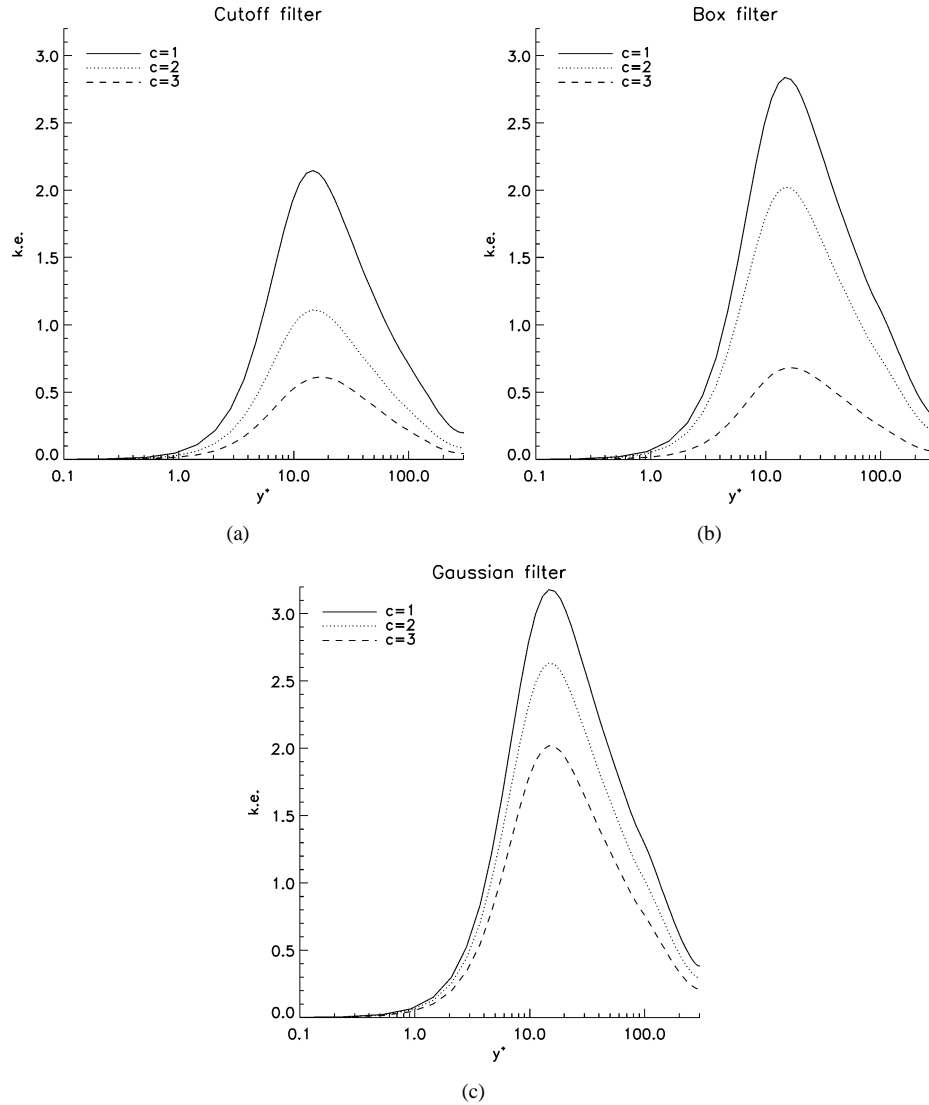 Cutoff filter
3.0
2.5
2.0
1.5
1.0
0.5
0.0
k.e.
c=1
c=2
c=3
0.1 1.0 10.0 100.0
y*
(a)
Box filter
3.0
2.5
2.0
1.5
1.0
0.5
0.0
k.e.
c=1
c=2
c=3
0.1 1.0 10.0 100.0
y*
(b)
Gaussian filter
3.0
2.5
2.0
1.5
1.0
0.5
0.0
k.e.
c=1
c=2
c=3
0.1 1.0 10.0 100.0
y*
(c)